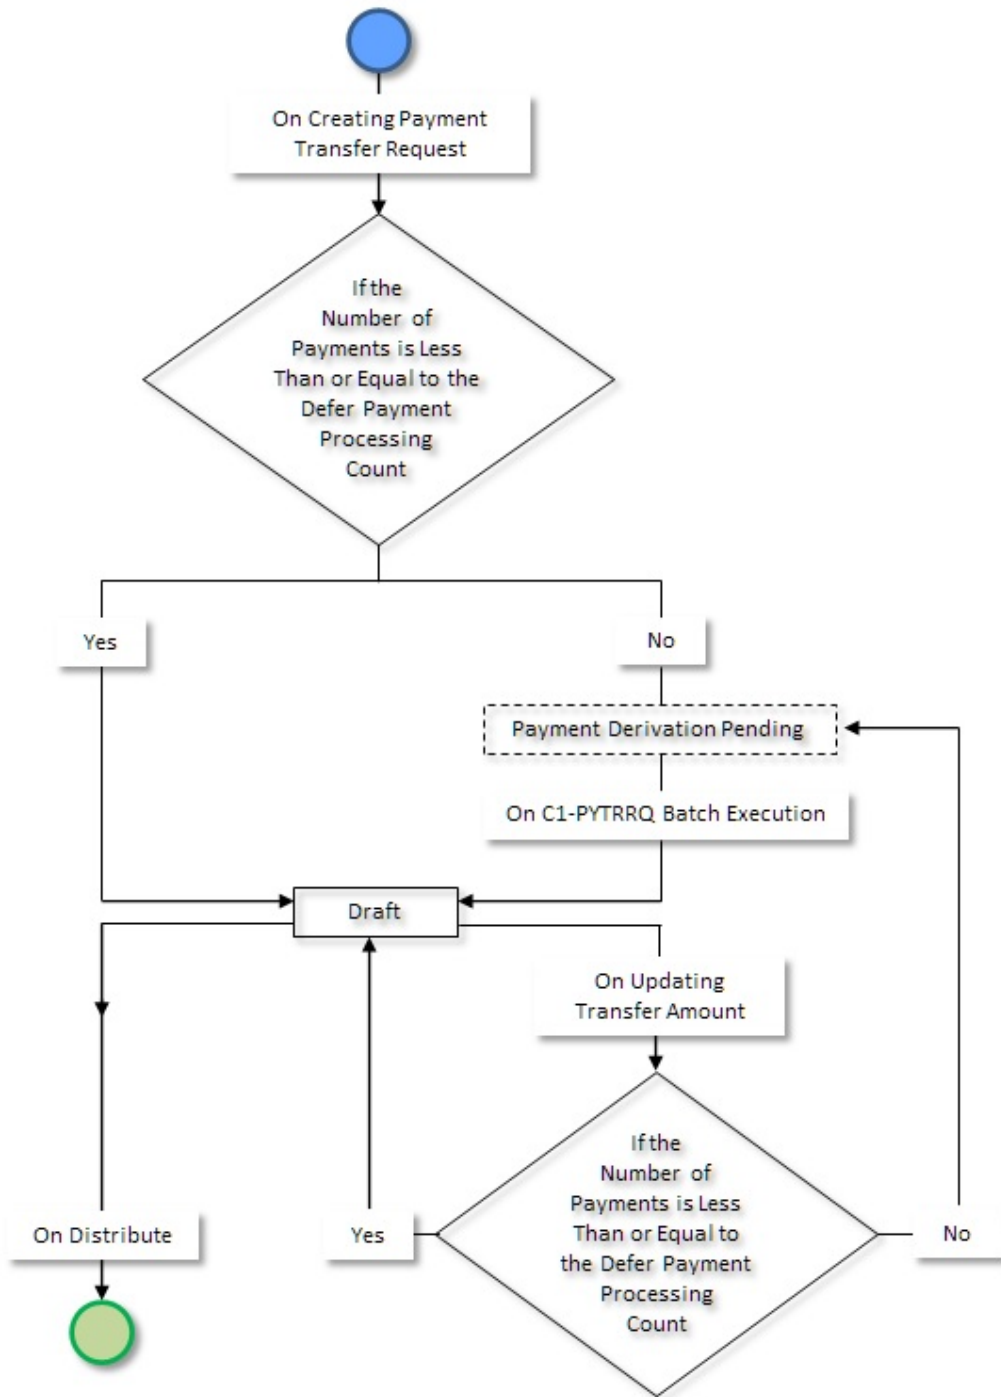 On Creating Payment
Transfer Request
If the
Number of
Payments is Less
Than or Equal to the
Defer Payment
Processing
Count
Yes
No
Payment Derivation Pending
On C1-PYTRRQ Batch Execution
Draft
On Updating
Transfer Amount
If the
Number of
Payments is Less
Than or Equal to
the Defer Payment
Processing
Count
On Distribute
Yes
No